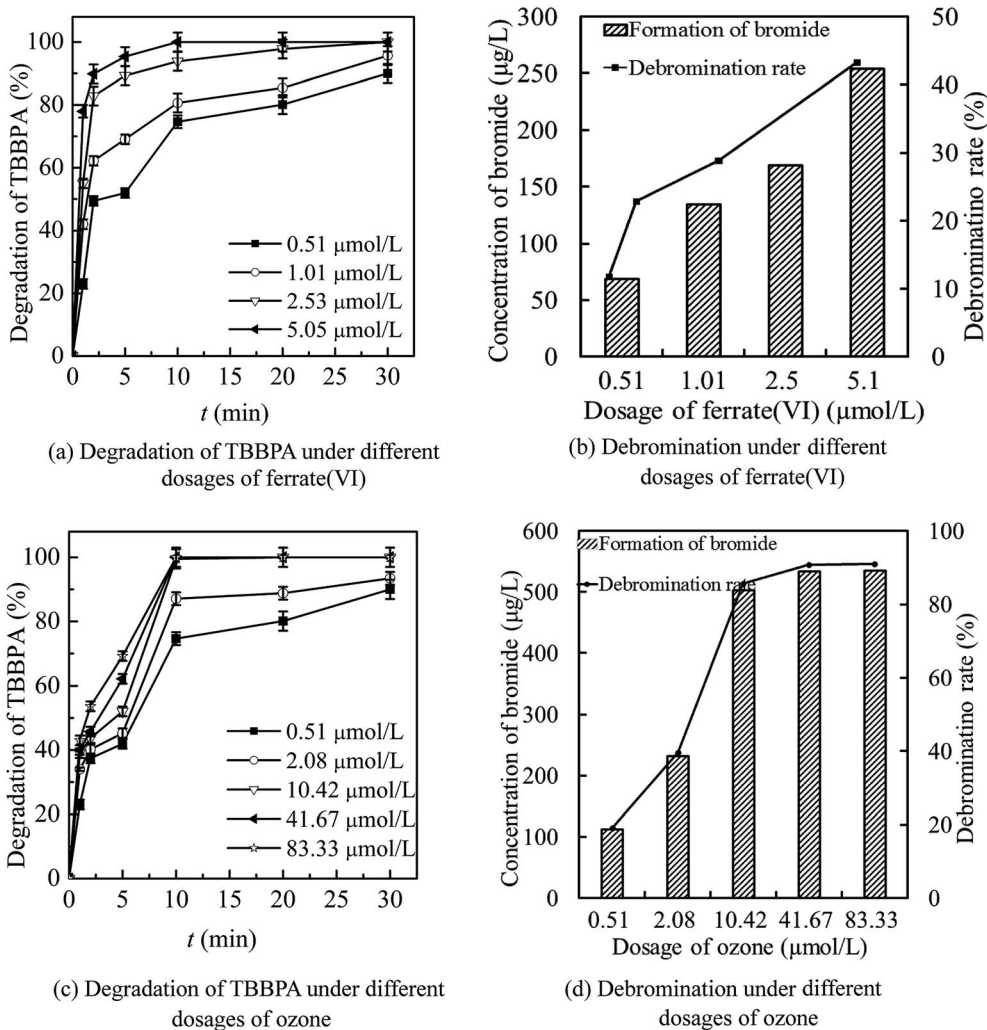 100
80
60
40
20
0
Degradation of TBBPA (%)
0.51 μmol/L
1.01 μmol/L
2.53 μmol/L
5.05 μmol/L
0 5 10 15 20 25 30
t (min)
(a) Degradation of TBBPA under different
dosages of ferrate(VI)
300
250
200
150
100
50
0
Concentration of bromide (μg/L)
Formation of bromide
Debromination rate
50
40
30
20
10
0
Debrominatino rate (%)
0.51 1.01 2.5 5.1
Dosage of ferrate(VI) (μmol/L)
(b) Debromination under different
dosages of ferrate(VI)
100
80
60
40
20
0
Degradation of TBBPA (%)
0.51 μmol/L
2.08 μmol/L
10.42 μmol/L
41.67 μmol/L
83.33 μmol/L
0 5 10 15 20 25 30
t (min)
(c) Degradation of TBBPA under different
dosages of ozone
600
500
400
300
200
100
0
Concentration of bromide (μg/L)
Formation of bromide
Debromination rate
100
80
60
40
20
0
Debrominatino rate (%)
0.51 2.08 10.42 41.67 83.33
Dosage of ozone (μmol/L)
(d) Debromination under different
dosages of ozone